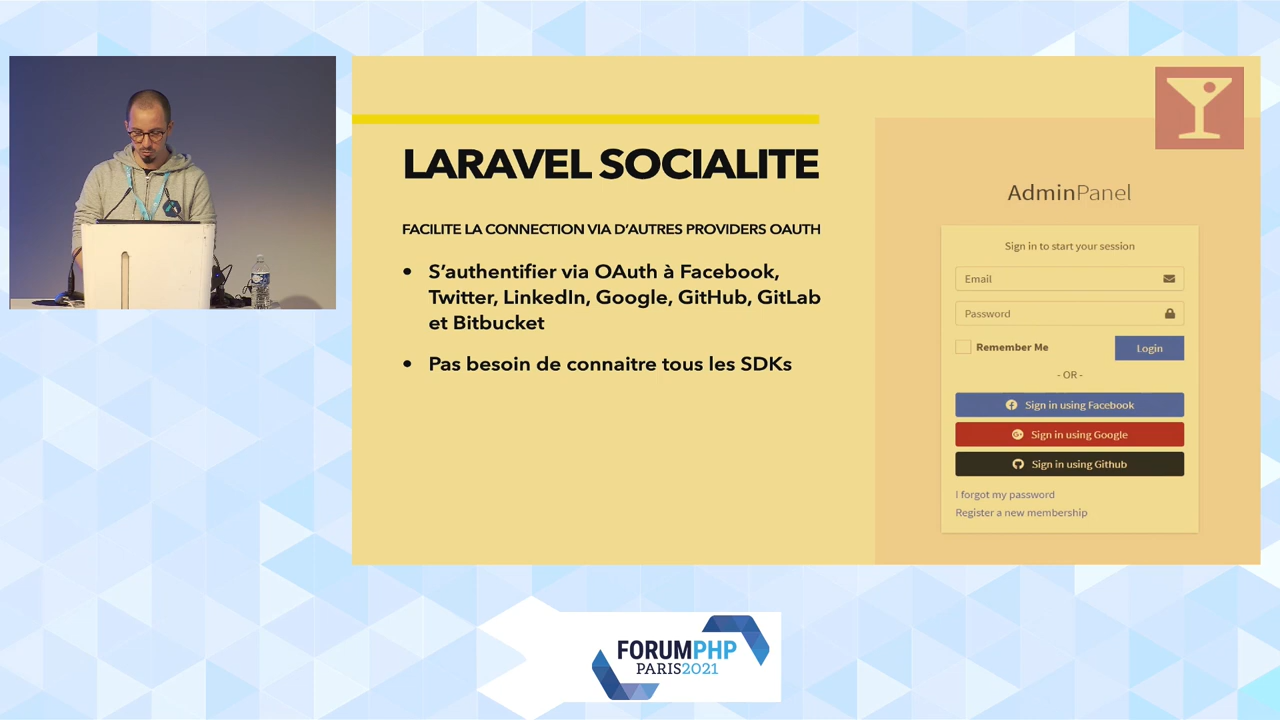 LARAVEL SOCIALITE
FACILITE LA CONNECTION VIA D'AUTRES PROVIDERS OAUTH
• S'authentifier via OAuth à Facebook,
Twitter, LinkedIn, Google, GitHub, GitLab
et Bitbucket
• Pas besoin de connaitre tous les SDKs
AdminPanel
Sign in to start your session
Email
Password
Remember Me
Login
- OR -
Sign in using Facebook
Sign in using Google
Sign in using Github
I forgot my password
Register a new membership
FORUMPHP
PARIS2021